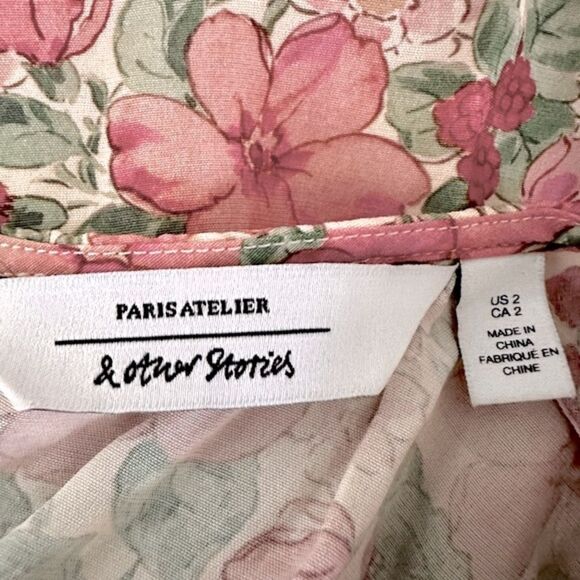 PARIS ATELIER
& other Stories
US 2
CA 2
MADE IN
CHINA
FABRIQUÉ EN
CHINE